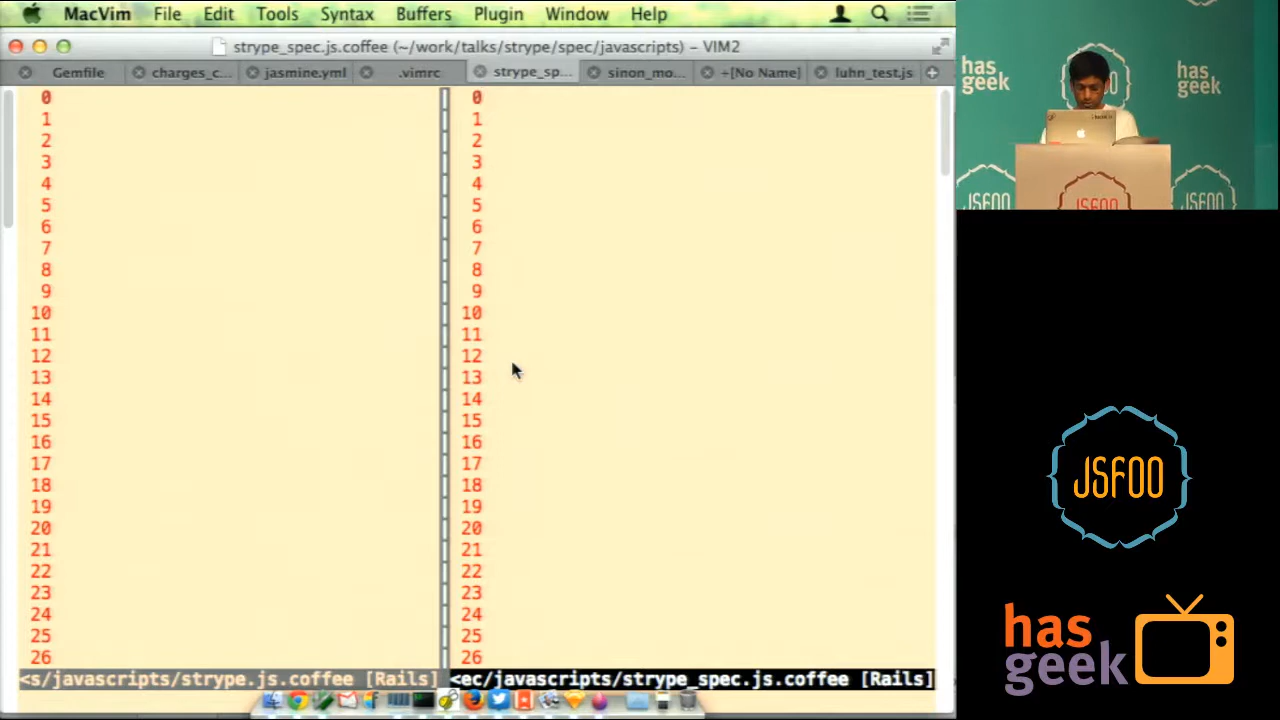 MacVim File Edit Tools Syntax Buffers Plugin Window Help
strype_spec.js.coffee (~/work/talks/strype/spec/javascripts) – VIM2
Gemfile charges_c... jasmine.yml .vimrc strype_sp... sinon_mo... +[No Name] luhn_test.js
0 0
1 1
2 2
3 3
4 4
5 5
6 6
7 7
8 8
9 9
10 10
11 11
12 12
13 13
14 14
15 15
16 16
17 17
18 18
19 19
20 20
21 21
22 22
23 23
24 24
25 25
26 26
<s/javascripts/strype.js.coffee [Rails] <ec/javascripts/strype_spec.js.coffee [Rails]
has
geek
has
geek
JSFOO
JSFOO
JSFOO
JSFOO
has
geek